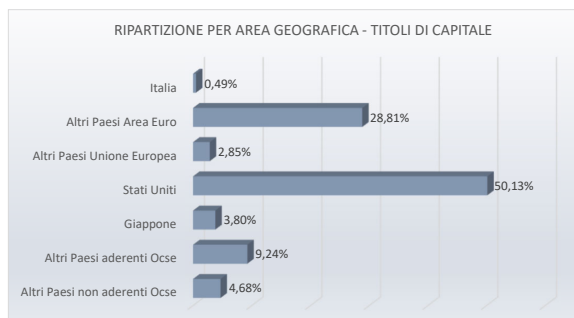 RIPARTIZIONE PER AREA GEOGRAFICA - TITOLI DI CAPITALE
Italia 0,49%
Altri Paesi Area Euro 28,81%
Altri Paesi Unione Europea 2,85%
Stati Uniti 50,13%
Giappone 3,80%
Altri Paesi aderenti Ocse 9,24%
Altri Paesi non aderenti Ocse 4,68%